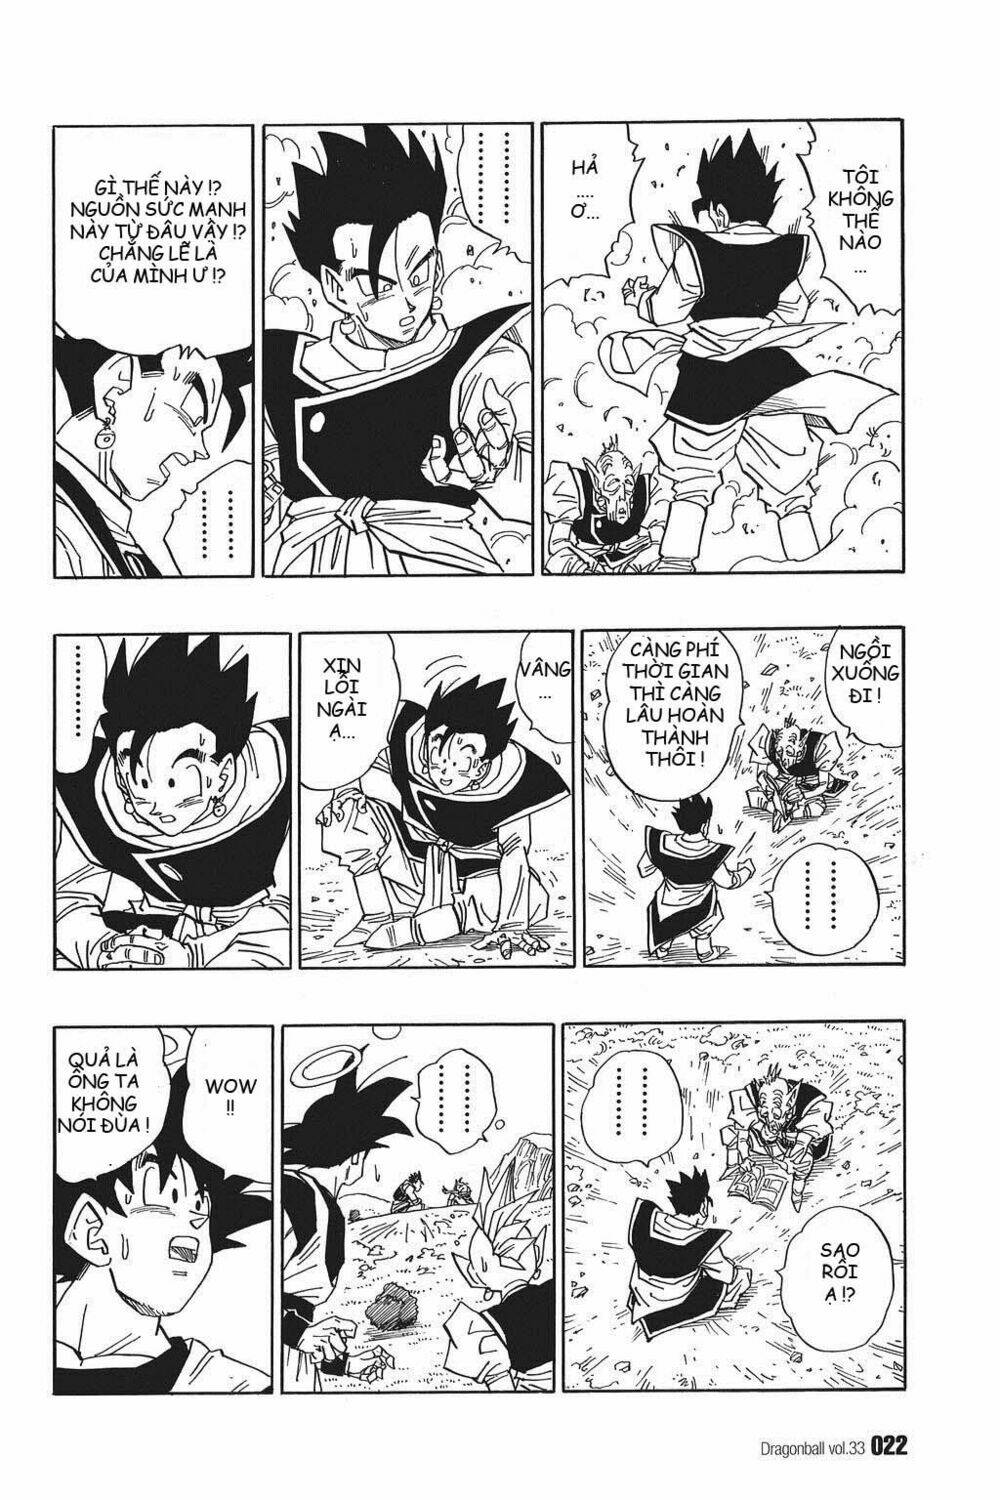 TÔI
KHÔNG
THỂ
NÀO
...
HẢ
....
Ơ...
GÌ THẾ NÀY !?
NGUỒN SỨC MẠNH
NÀY TỪ ĐÂU VẬY !?
CHẲNG LẼ LÀ
CỦA MÌNH Ư !?
NGỒI
XUỐNG
ĐI !
CÀNG PHÍ
THỜI GIAN
THÌ CÀNG
LÂU HOÀN
THÀNH
THÔI !
VÂNG
...
XIN
LỖI
NGÀI
Ạ...
SAO
RỒI
Ạ !?
WOW
!!
QUẢ LÀ
ÔNG TA
KHÔNG
NÓI ĐÙA !
Dragonball vol.33 022